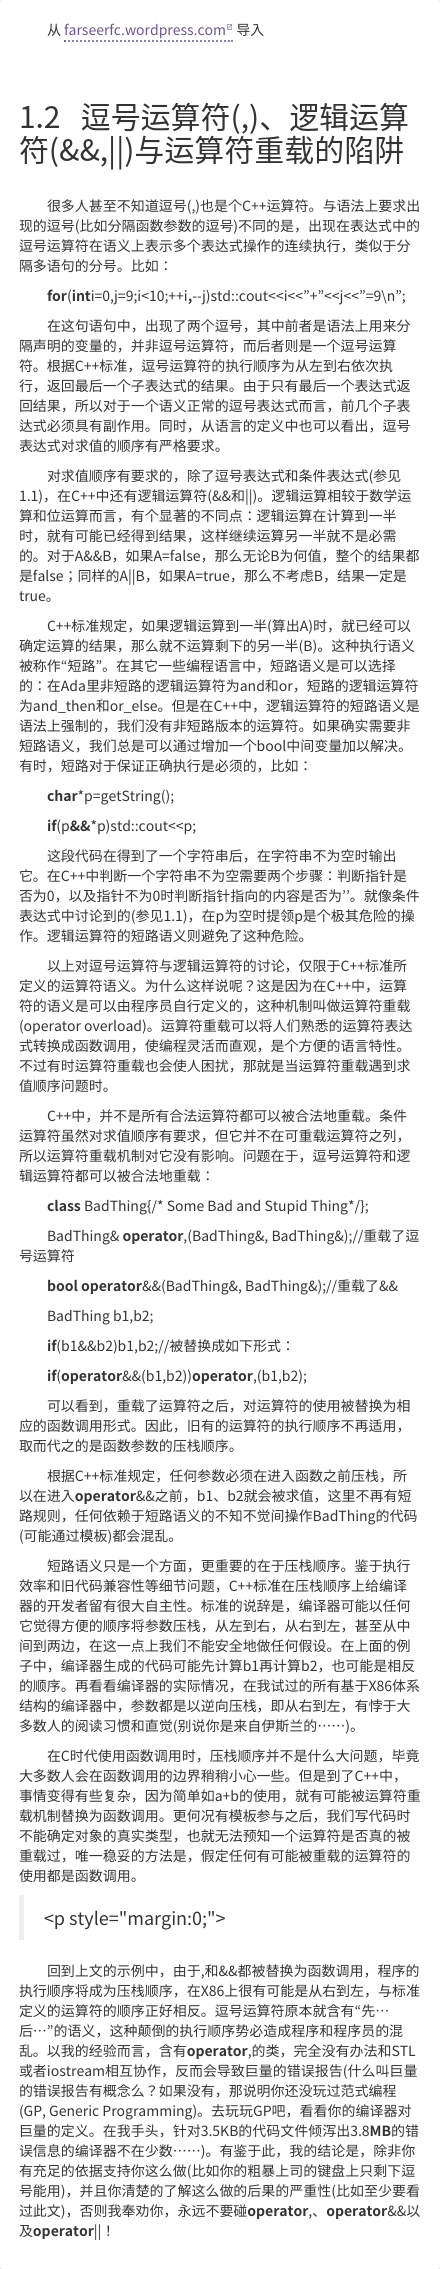 从 farseerfc.wordpress.com 导入
1.2 逗号运算符(,)、逻辑运算
符(&&,||)与运算符重载的陷阱
很多人甚至不知道逗号(,)也是个C++运算符。与语法上要求出
现的逗号(比如分隔函数参数的逗号)不同的是，出现在表达式中的
逗号运算符在语义上表示多个表达式操作的连续执行，类似于分
隔多语句的分号。比如：
for(inti=0,j=9;i<10;++i,--j)std::cout<<i<<”+”<<j<<”=9\n”;
在这句语句中，出现了两个逗号，其中前者是语法上用来分
隔声明的变量的，并非逗号运算符，而后者则是一个逗号运算
符。根据C++标准，逗号运算符的执行顺序为从左到右依次执
行，返回最后一个子表达式的结果。由于只有最后一个表达式返
回结果，所以对于一个语义正常的逗号表达式而言，前几个子表
达式必须具有副作用。同时，从语言的定义中也可以看出，逗号
表达式对求值的顺序有严格要求。
对求值顺序有要求的，除了逗号表达式和条件表达式(参见
1.1)，在C++中还有逻辑运算符(&&和||)。逻辑运算相较于数学运
算和位运算而言，有个显著的不同点：逻辑运算在计算到一半
时，就有可能已经得到结果，这样继续运算另一半就不是必需
的。对于A&&B，如果A=false，那么无论B为何值，整个的结果都
是false；同样的A||B，如果A=true，那么不考虑B，结果一定是
true。
C++标准规定，如果逻辑运算到一半(算出A)时，就已经可以
确定运算的结果，那么就不运算剩下的另一半(B)。这种执行语义
被称作“短路”。在其它一些编程语言中，短路语义是可以选择
的：在Ada里非短路的逻辑运算符为and和or，短路的逻辑运算符
为and_then和or_else。但是在C++中，逻辑运算符的短路语义是
语法上强制的，我们没有非短路版本的运算符。如果确实需要非
短路语义，我们总是可以通过增加一个bool中间变量加以解决。
有时，短路对于保证正确执行是必须的，比如：
char*p=getString();
if(p&&*p)std::cout<<p;
这段代码在得到了一个字符串后，在字符串不为空时输出
它。在C++中判断一个字符串不为空需要两个步骤：判断指针是
否为0，以及指针不为0时判断指针指向的内容是否为’’。就像条件
表达式中讨论到的(参见1.1)，在p为空时提领p是个极其危险的操
作。逻辑运算符的短路语义则避免了这种危险。
以上对逗号运算符与逻辑运算符的讨论，仅限于C++标准所
定义的运算符语义。为什么这样说呢？这是因为在C++中，运算
符的语义是可以由程序员自行定义的，这种机制叫做运算符重载
(operator overload)。运算符重载可以将人们熟悉的运算符表达
式转换成函数调用，使编程灵活而直观，是个方便的语言特性。
不过有时运算符重载也会使人困扰，那就是当运算符重载遇到求
值顺序问题时。
C++中，并不是所有合法运算符都可以被合法地重载。条件
运算符虽然对求值顺序有要求，但它并不在可重载运算符之列，
所以运算符重载机制对它没有影响。问题在于，逗号运算符和逻
辑运算符都可以被合法地重载：
class BadThing{/* Some Bad and Stupid Thing*/};
BadThing& operator,(BadThing&, BadThing&);//重载了逗
号运算符
bool operator&&(BadThing&, BadThing&);//重载了&&
BadThing b1,b2;
if(b1&&b2)b1,b2;//被替换成如下形式：
if(operator&&(b1,b2))operator,(b1,b2);
可以看到，重载了运算符之后，对运算符的使用被替换为相
应的函数调用形式。因此，旧有的运算符的执行顺序不再适用，
取而代之的是函数参数的压栈顺序。
根据C++标准规定，任何参数必须在进入函数之前压栈，所
以在进入operator&&之前，b1、b2就会被求值，这里不再有短
路规则，任何依赖于短路语义的不知不觉间操作BadThing的代码
(可能通过模板)都会混乱。
短路语义只是一个方面，更重要的在于压栈顺序。鉴于执行
效率和旧代码兼容性等细节问题，C++标准在压栈顺序上给编译
器的开发者留有很大自主性。标准的说辞是，编译器可能以任何
它觉得方便的顺序将参数压栈，从左到右，从右到左，甚至从中
间到两边，在这一点上我们不能安全地做任何假设。在上面的例
子中，编译器生成的代码可能先计算b1再计算b2，也可能是相反
的顺序。再看看编译器的实际情况，在我试过的所有基于X86体系
结构的编译器中，参数都是以逆向压栈，即从右到左，有悖于大
多数人的阅读习惯和直觉(别说你是来自伊斯兰的……)。
在C时代使用函数调用时，压栈顺序并不是什么大问题，毕竟
大多数人会在函数调用的边界稍稍小心一些。但是到了C++中，
事情变得有些复杂，因为简单如a+b的使用，就有可能被运算符重
载机制替换为函数调用。更何况有模板参与之后，我们写代码时
不能确定对象的真实类型，也就无法预知一个运算符是否真的被
重载过，唯一稳妥的方法是，假定任何有可能被重载的运算符的
使用都是函数调用。
<p style="margin:0;">
回到上文的示例中，由于,和&&都被替换为函数调用，程序的
执行顺序将成为压栈顺序，在X86上很有可能是从右到左，与标准
定义的运算符的顺序正好相反。逗号运算符原本就含有“先…
后…”的语义，这种颠倒的执行顺序势必造成程序和程序员的混
乱。以我的经验而言，含有operator,的类，完全没有办法和STL
或者iostream相互协作，反而会导致巨量的错误报告(什么叫巨量
的错误报告有概念么？如果没有，那说明你还没玩过范式编程
(GP, Generic Programming)。去玩玩GP吧，看看你的编译器对
巨量的定义。在我手头，针对3.5KB的代码文件倾泻出3.8MB的错
误信息的编译器不在少数……)。有鉴于此，我的结论是，除非你
有充足的依据支持你这么做(比如你的粗暴上司的键盘上只剩下逗
号能用)，并且你清楚的了解这么做的后果的严重性(比如至少要看
过此文)，否则我奉劝你，永远不要碰operator,、operator&&以
及operator||！